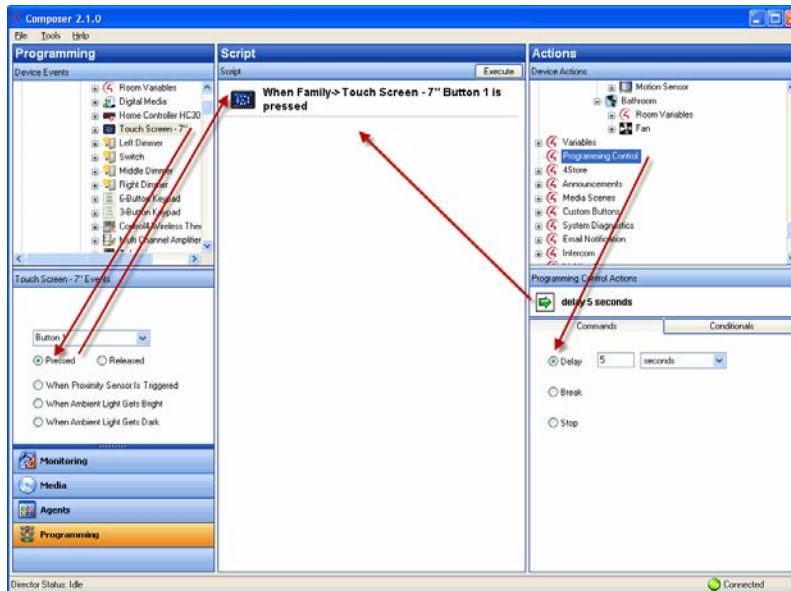 Composer 2.1.0
File Tools Help
Programming
Device Events
Room Variables
Digital Media
Home Controller HC30
Touch Screen - 7"
Left Dimmer
Switch
Middle Dimmer
Right Dimmer
6-Button Keypad
3-Button Keypad
Control4 Wireless Ther
Multi Channel Amplifier
Touch Screen - 7" Events
Button 1
Pressed Released
When Proximity Sensor Is Triggered
When Ambient Light Gets Bright
When Ambient Light Gets Dark
Monitoring
Media
Agents
Programming
Director Status: Idle
Script
Script Execute
When Family-> Touch Screen - 7" Button 1 is
pressed
Actions
Device Actions
Motion Sensor
Bathroom
Room Variables
Fan
Variables
Programming Control
4Store
Announcements
Media Scenes
Custom Buttons
System Diagnostics
Email Notification
Intercom
Programming Control Actions
delay 5 seconds
Commands Conditionals
Delay 5 seconds
Break
Stop
Connected